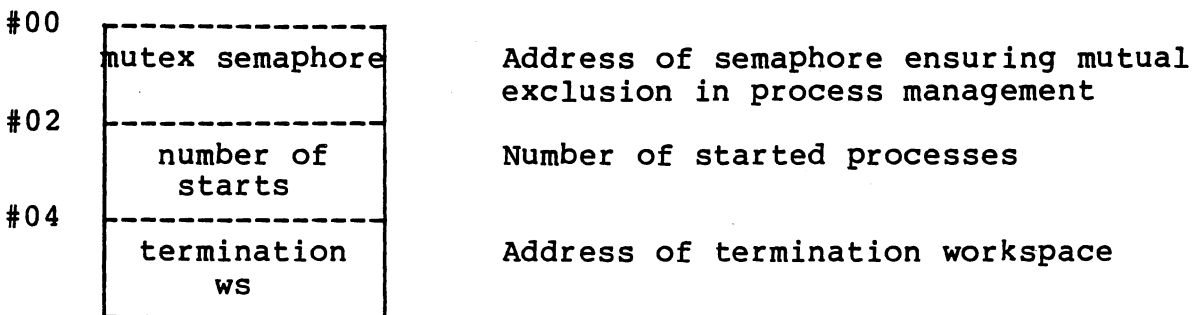 #00
mutex semaphore Address of semaphore ensuring mutual
exclusion in process management
#02
number of Number of started processes
starts
#04
termination Address of termination workspace
ws